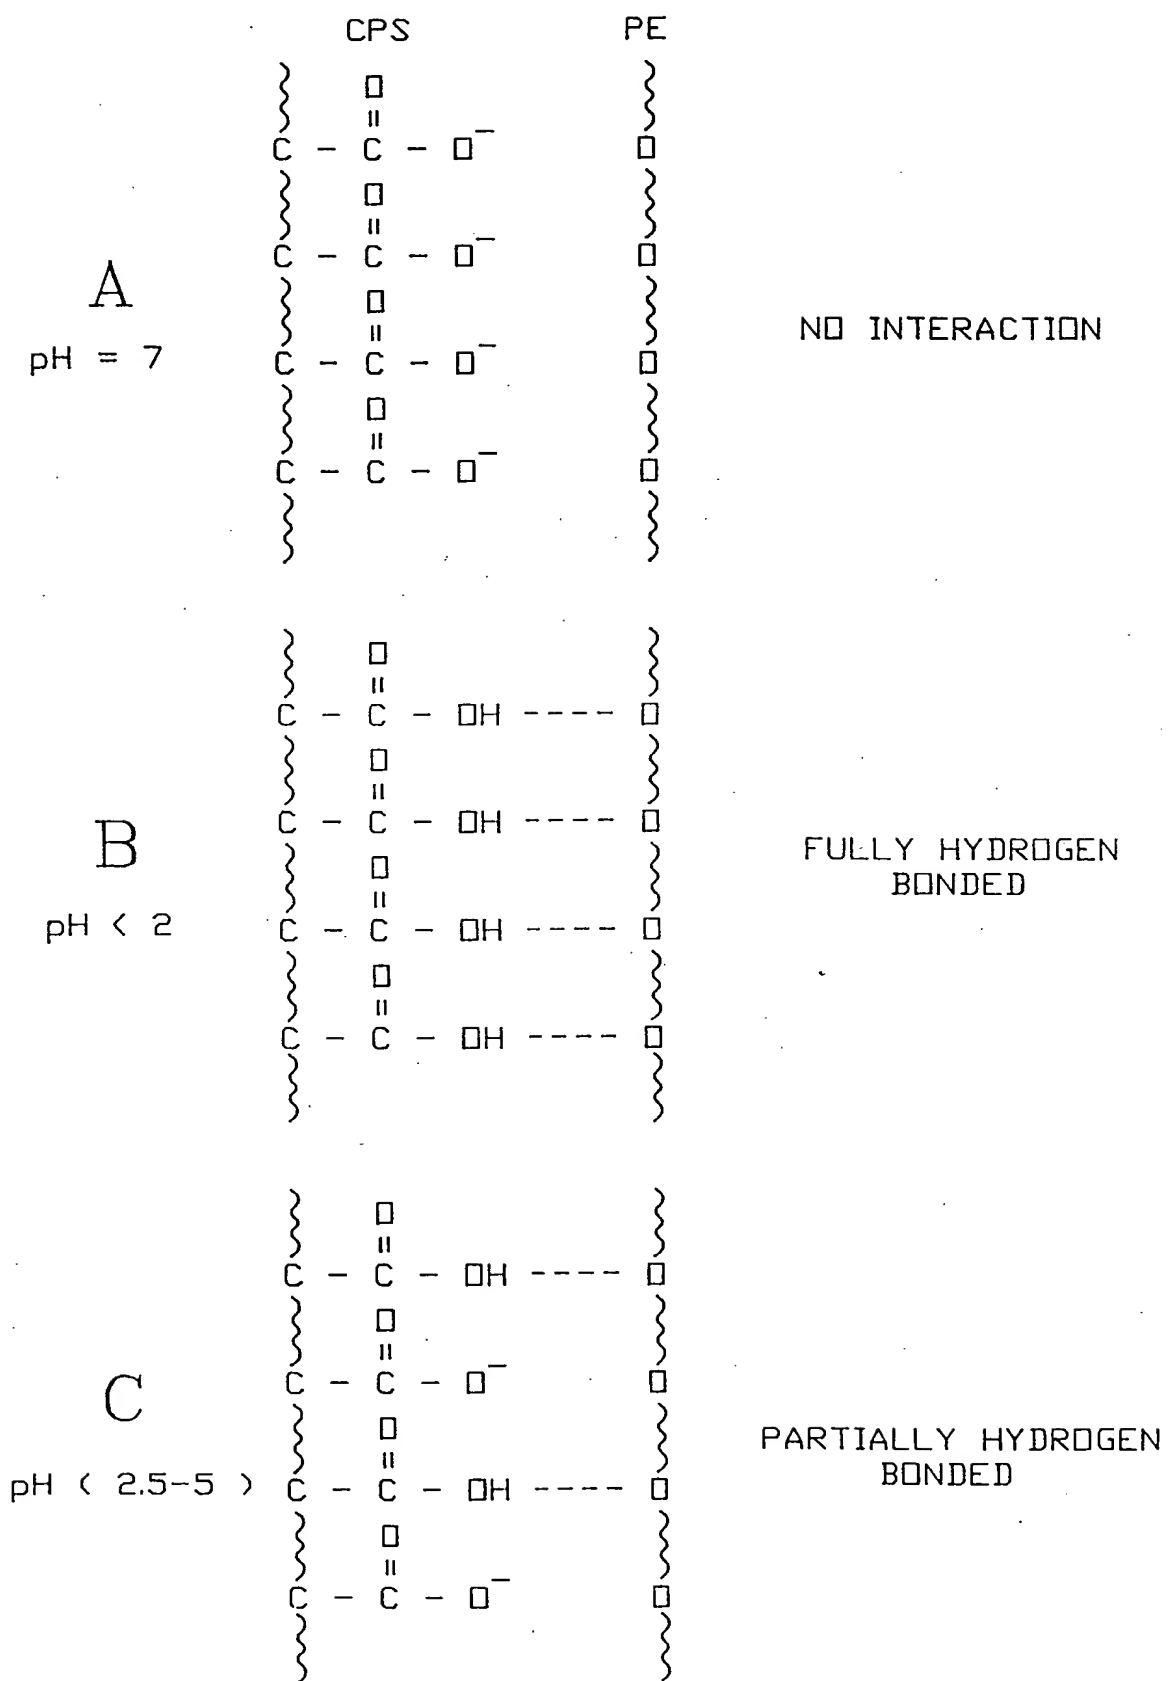 CPS PE
O
=
C - C - O⁻ O
O
=
C - C - O⁻ O
A
O
NO INTERACTION
=
pH = 7 C - C - O⁻ O
O
=
C - C - O⁻ O
O
=
C - C - OH ---- O
O
=
C - C - OH ---- O
B
FULLY HYDROGEN
O
BONDED
=
pH < 2 C - C - OH ---- O
O
=
C - C - OH ---- O
O
=
C - C - OH ---- O
O
=
C - C - O⁻ O
C
O
PARTIALLY HYDROGEN
=
BONDED
pH ( 2.5-5 ) C - C - OH ---- O
O
=
C - C - O⁻ O